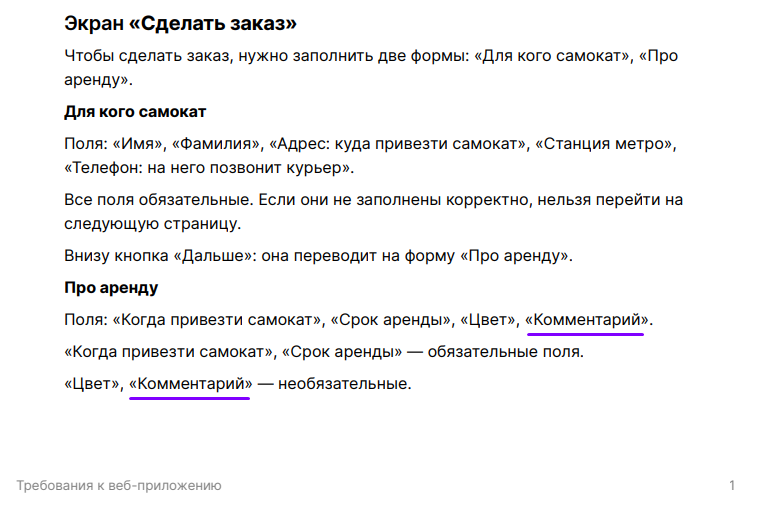 Экран «Сделать заказ»
Чтобы сделать заказ, нужно заполнить две формы: «Для кого самокат», «Про
аренду».
Для кого самокат
Поля: «Имя», «Фамилия», «Адрес: куда привезти самокат», «Станция метро»,
«Телефон: на него позвонит курьер».
Все поля обязательные. Если они не заполнены корректно, нельзя перейти на
следующую страницу.
Внизу кнопка «Дальше»: она переводит на форму «Про аренду».
Про аренду
Поля: «Когда привезти самокат», «Срок аренды», «Цвет», «Комментарий».
«Когда привезти самокат», «Срок аренды» — обязательные поля.
«Цвет», «Комментарий» — необязательные.
Требования к веб-приложению 1